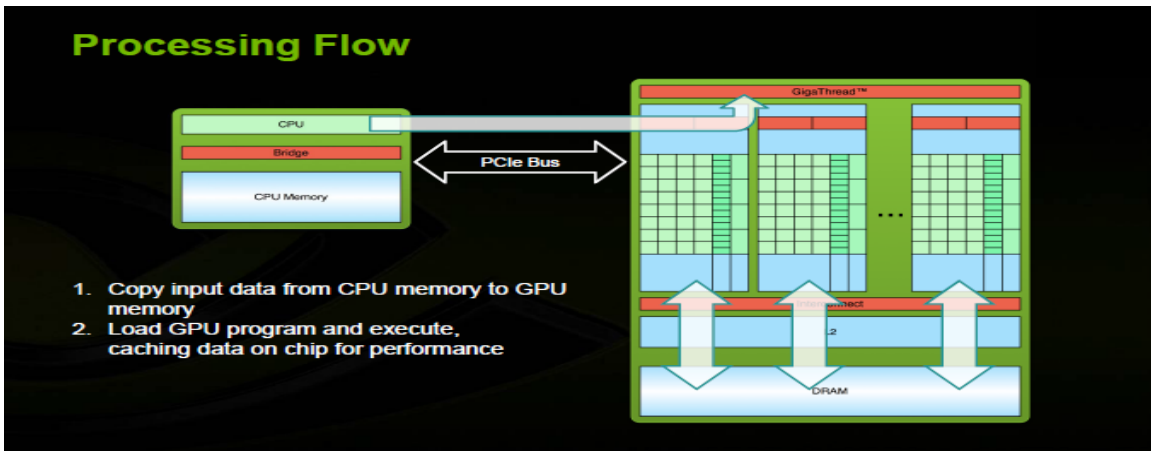 Processing Flow
GigaThread™
CPU
Bridge
PCIe Bus
CPU Memory
1. Copy input data from CPU memory to GPU
memory
2. Load GPU program and execute,
caching data on chip for performance
L2
DRAM